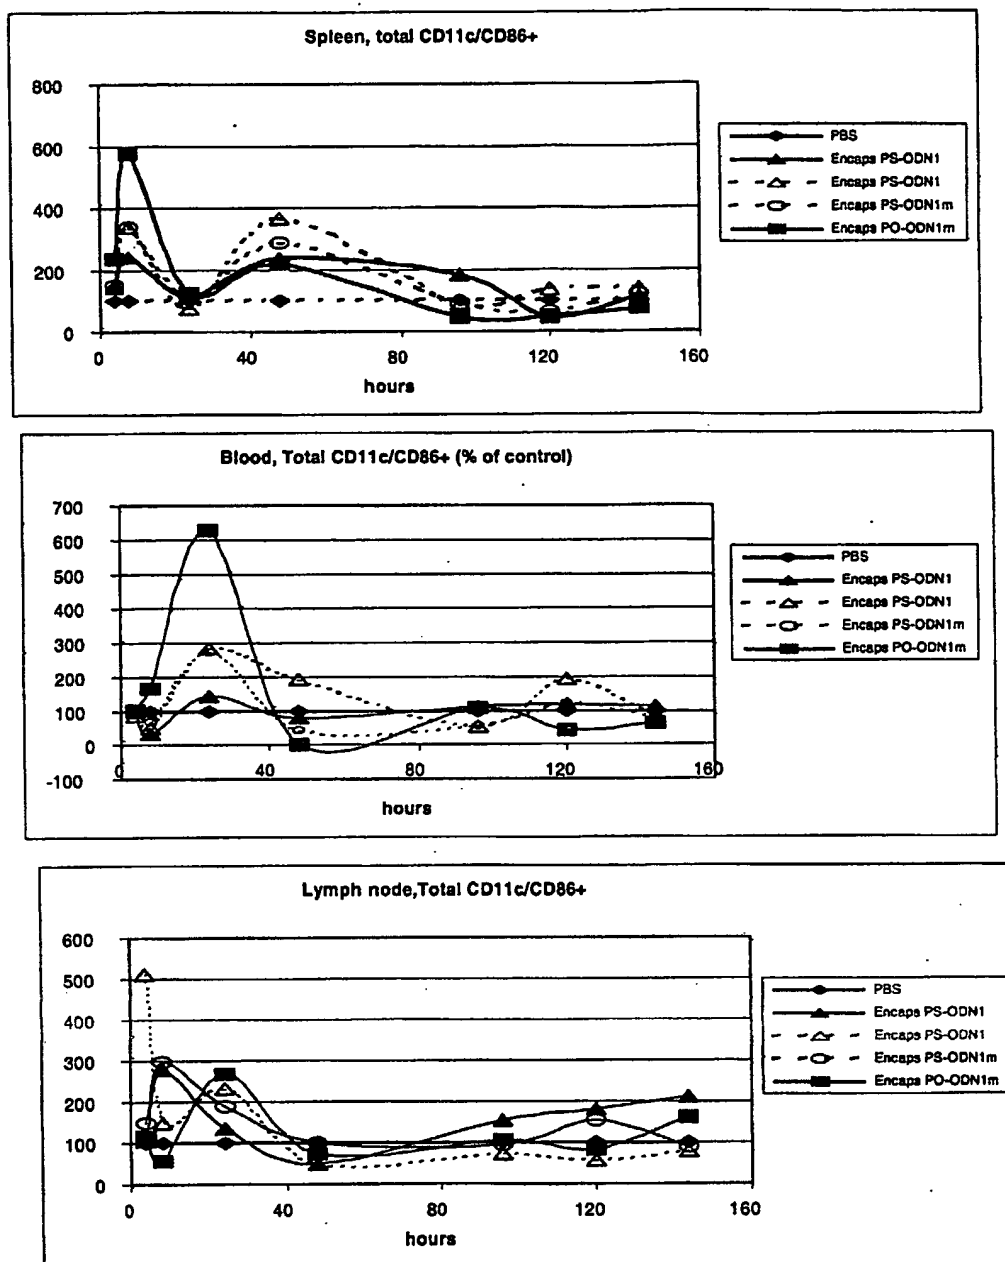 Spleen, total CD11c/CD86+
800
600
400
200
0
0 40 80 120 160
hours
PBS
Encaps PS-ODN1
Encaps PS-ODN1
Encaps PS-ODN1m
Encaps PO-ODN1m
Blood, Total CD11c/CD86+ (% of control)
700
600
500
400
300
200
100
0
-100
0 40 80 120 160
hours
PBS
Encaps PS-ODN1
Encaps PS-ODN1
Encaps PS-ODN1m
Encaps PO-ODN1m
Lymph node,Total CD11c/CD86+
600
500
400
300
200
100
0
0 40 80 120 160
hours
PBS
Encaps PS-ODN1
Encaps PS-ODN1
Encaps PS-ODN1m
Encaps PO-ODN1m